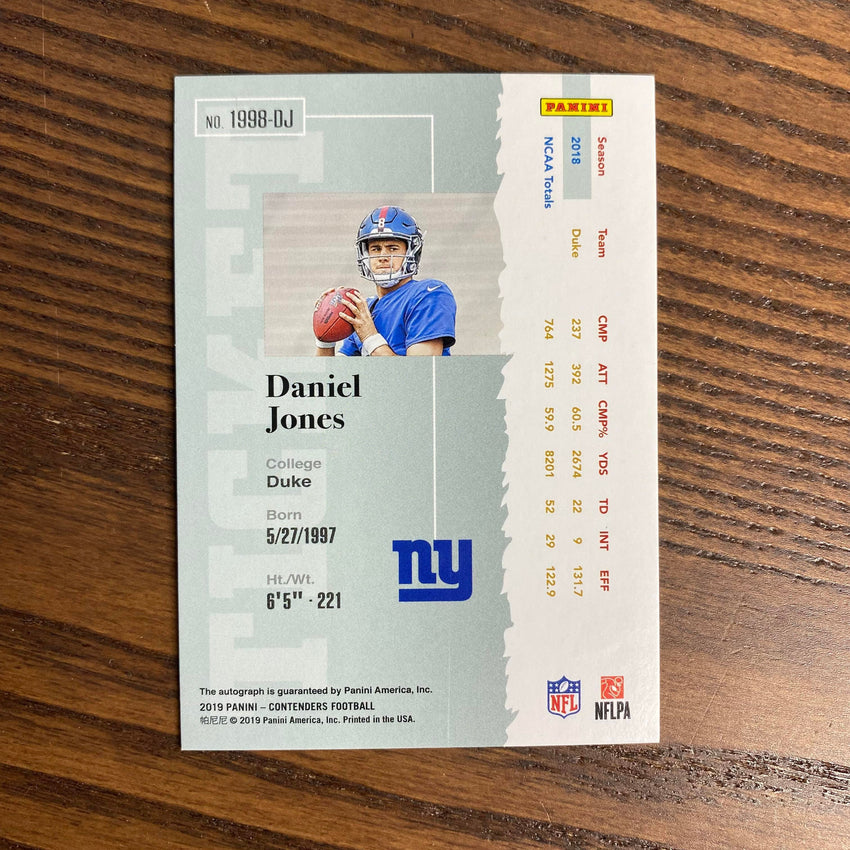 NO. 1998-DJ
TICKET
8
Daniel
Jones
College
Duke
Born
5/27/1997
Ht./Wt.
6'5" · 221
ny
The autograph is guaranteed by Panini America, Inc.
2019 PANINI – CONTENDERS FOOTBALL
帕尼尼 © 2019 Panini America, Inc. Printed in the USA.
PANINI
Season Team CMP ATT CMP% YDS TD INT EFF
2018 Duke 237 392 60.5 2674 22 9 131.7
NCAA Totals 764 1275 59.9 8201 52 29 122.9
NFL
NFLPA